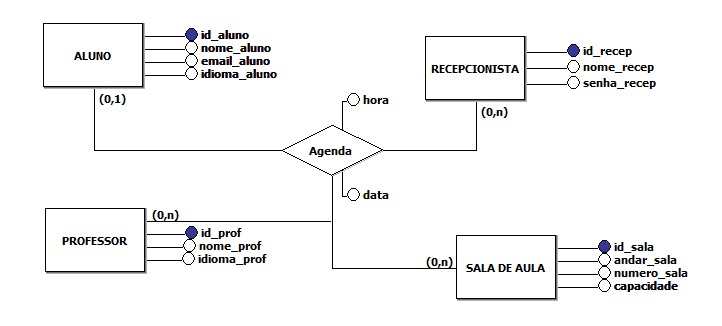 ALUNO
id_aluno
nome_aluno
email_aluno
idioma_aluno
(0,1)
RECEPCIONISTA
id_recep
nome_recep
senha_recep
(0,n)
hora
Agenda
data
PROFESSOR
(0,n)
id_prof
nome_prof
idioma_prof
(0,n)
SALA DE AULA
id_sala
andar_sala
numero_sala
capacidade